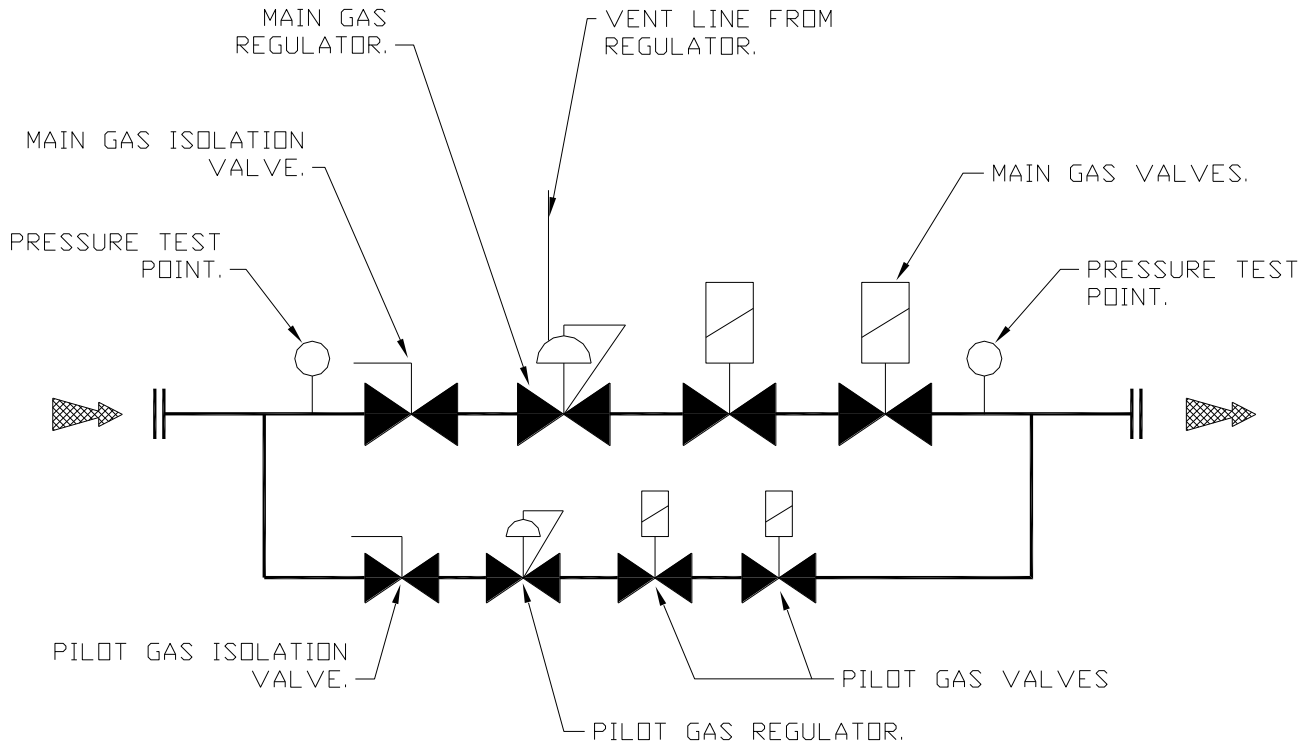 MAIN GAS
REGULATOR.
VENT LINE FROM
REGULATOR.
MAIN GAS ISOLATION
VALVE.
MAIN GAS VALVES.
PRESSURE TEST
POINT.
PRESSURE TEST
POINT.
PILOT GAS ISOLATION
VALVE.
PILOT GAS VALVES
PILOT GAS REGULATOR.